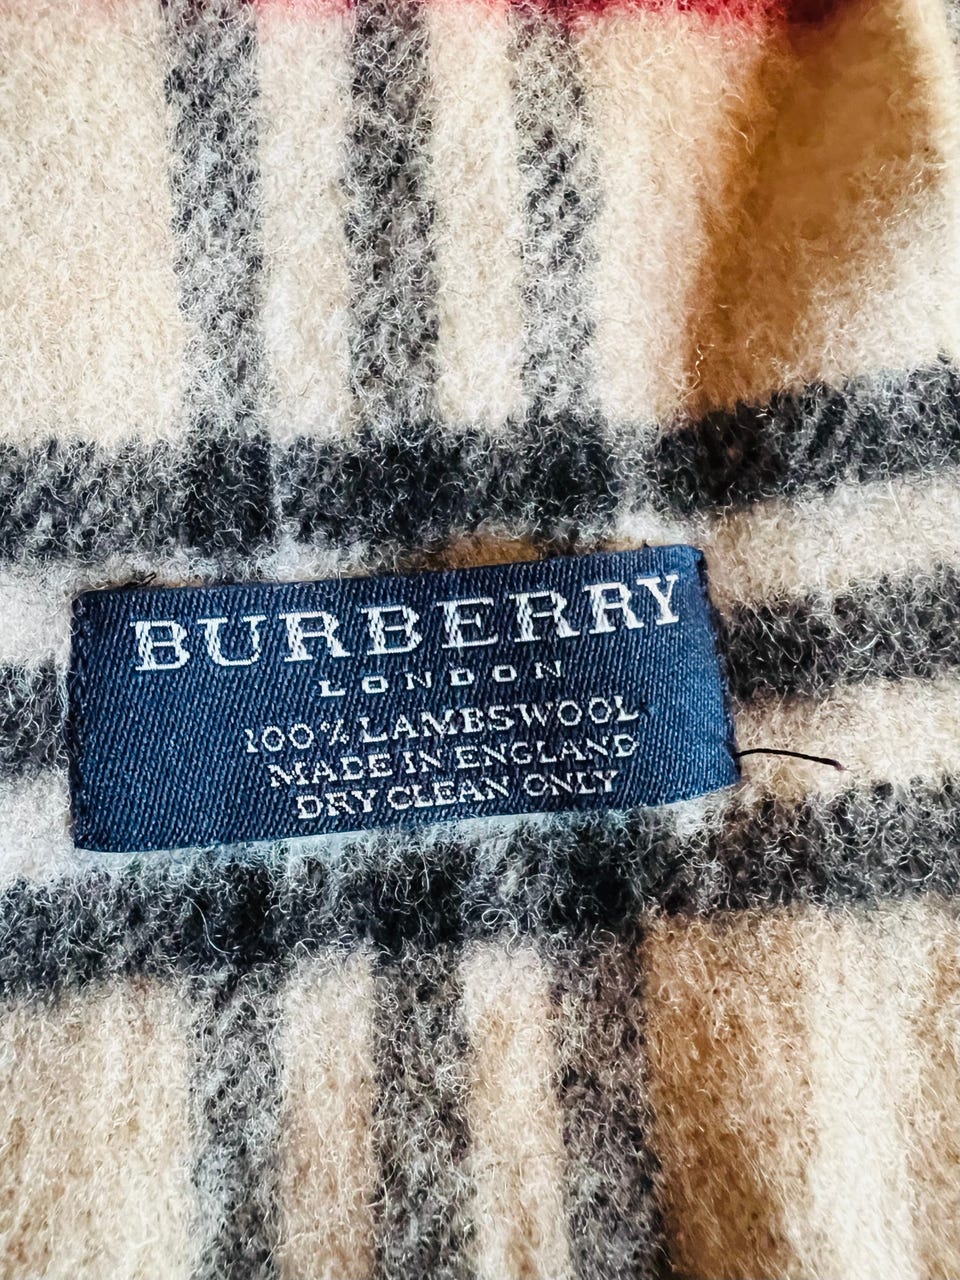 BURBERRY
LONDON
100% LAMBSWOOL
MADE IN ENGLAND
DRY CLEAN ONLY